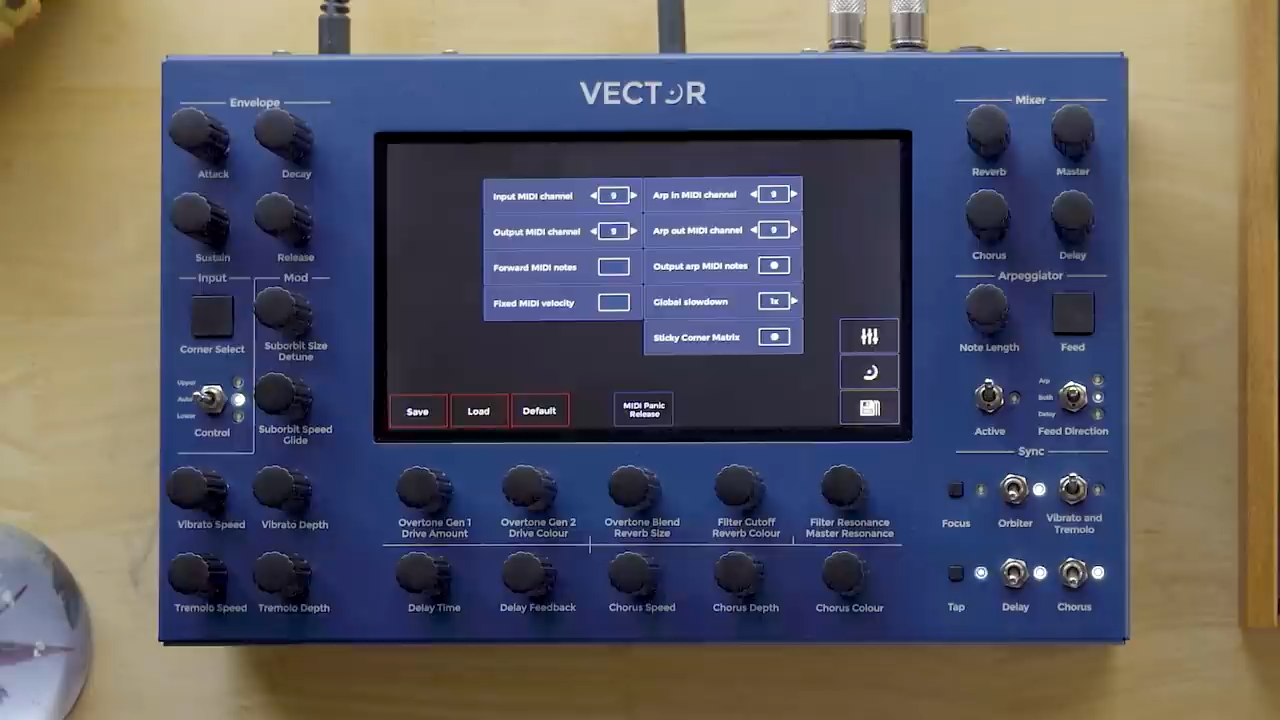 VECTOR
Envelope
Attack
Decay
Sustain
Release
Input
Mod
Corner Select
Suborbit Size
Detune
Upper
Auto
Lower
Control
Suborbit Speed
Glide
Vibrato Speed
Vibrato Depth
Tremolo Speed
Tremolo Depth
Input MIDI channel 9
Output MIDI channel 9
Forward MIDI notes
Fixed MIDI velocity
Arp in MIDI channel 9
Arp out MIDI channel 9
Output arp MIDI notes
Global slowdown 1x
Sticky Corner Matrix
Save
Load
Default
MIDI Panic
Release
Overtone Gen 1
Drive Amount
Overtone Gen 2
Drive Colour
Overtone Blend
Reverb Size
Filter Cutoff
Reverb Colour
Filter Resonance
Master Resonance
Delay Time
Delay Feedback
Chorus Speed
Chorus Depth
Chorus Colour
Mixer
Reverb
Master
Chorus
Delay
Arpeggiator
Note Length
Feed
Active
Arp
Both
Delay
Feed Direction
Sync
Focus
Orbiter
Vibrato and
Tremolo
Tap
Delay
Chorus